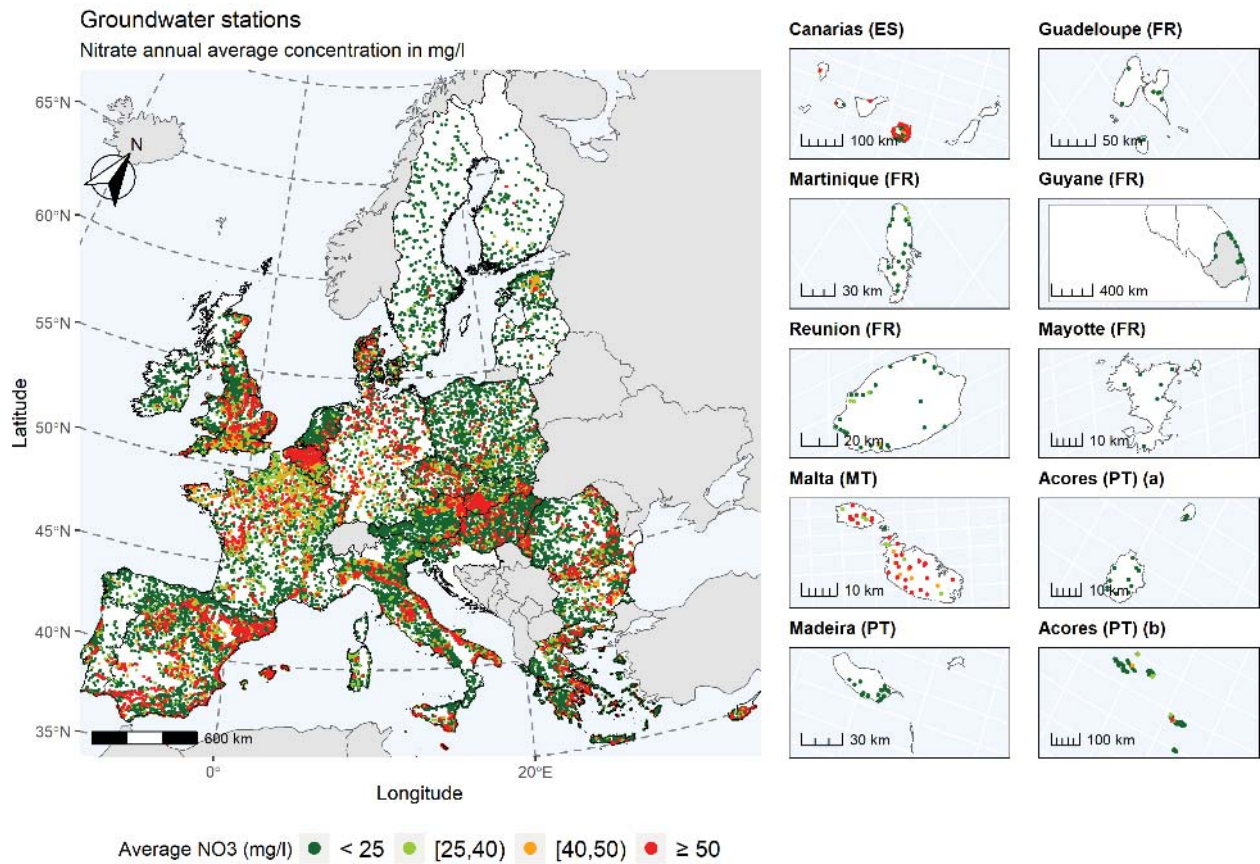 Groundwater stations
Nitrate annual average concentration in mg/l
65°N
60°N
55°N
50°N
45°N
40°N
35°N
Latitude
N
600 km
0°
20°E
Longitude
Canarias (ES)
100 km
Guadeloupe (FR)
50 km
Martinique (FR)
30 km
Guyane (FR)
400 km
Reunion (FR)
20 km
Mayotte (FR)
10 km
Malta (MT)
10 km
Acores (PT) (a)
10 km
Madeira (PT)
30 km
Acores (PT) (b)
100 km
Average NO3 (mg/l) < 25 [25,40) [40,50) ≥ 50